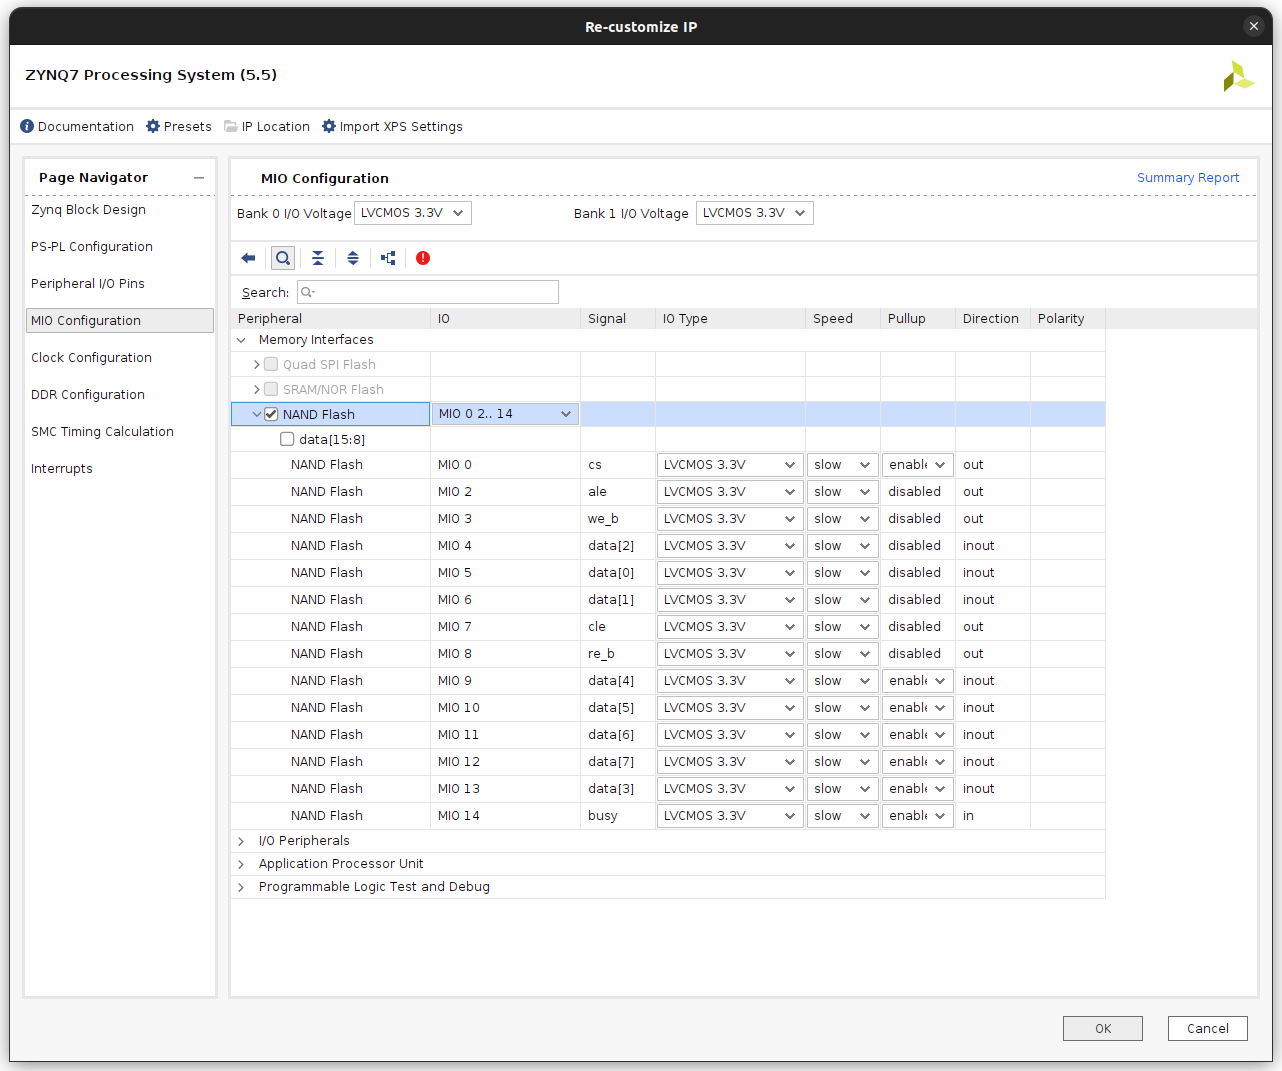 Re-customize IP
ZYNQ7 Processing System (5.5)
Documentation Presets IP Location Import XPS Settings
Page Navigator
Zynq Block Design
PS-PL Configuration
Peripheral I/O Pins
MIO Configuration
Clock Configuration
DDR Configuration
SMC Timing Calculation
Interrupts
MIO Configuration Summary Report
Bank 0 I/O Voltage LVCMOS 3.3V Bank 1 I/O Voltage LVCMOS 3.3V
Search:
Peripheral IO Signal IO Type Speed Pullup Direction Polarity
Memory Interfaces
Quad SPI Flash
SRAM/NOR Flash
NAND Flash MIO 0 2.. 14
data[15:8]
NAND Flash MIO 0 cs LVCMOS 3.3V slow enable out
NAND Flash MIO 2 ale LVCMOS 3.3V slow disabled out
NAND Flash MIO 3 we_b LVCMOS 3.3V slow disabled out
NAND Flash MIO 4 data[2] LVCMOS 3.3V slow disabled inout
NAND Flash MIO 5 data[0] LVCMOS 3.3V slow disabled inout
NAND Flash MIO 6 data[1] LVCMOS 3.3V slow disabled inout
NAND Flash MIO 7 cle LVCMOS 3.3V slow disabled out
NAND Flash MIO 8 re_b LVCMOS 3.3V slow disabled out
NAND Flash MIO 9 data[4] LVCMOS 3.3V slow enable inout
NAND Flash MIO 10 data[5] LVCMOS 3.3V slow enable inout
NAND Flash MIO 11 data[6] LVCMOS 3.3V slow enable inout
NAND Flash MIO 12 data[7] LVCMOS 3.3V slow enable inout
NAND Flash MIO 13 data[3] LVCMOS 3.3V slow enable inout
NAND Flash MIO 14 busy LVCMOS 3.3V slow enable in
I/O Peripherals
Application Processor Unit
Programmable Logic Test and Debug
OK Cancel